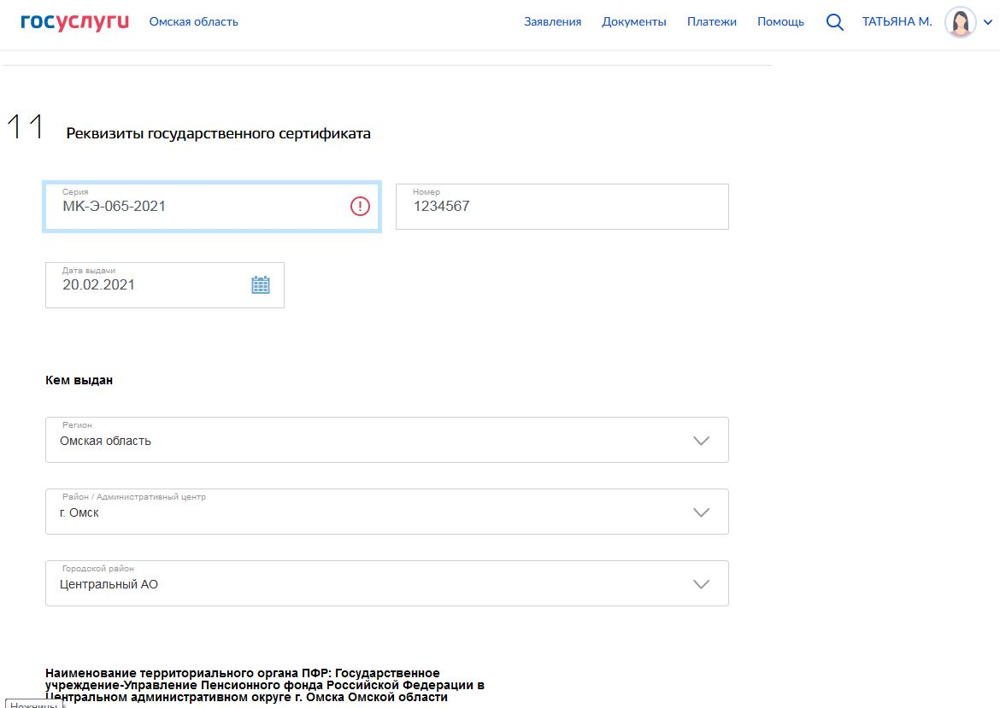 госуслуги Омская область Заявления Документы Платежи Помощь ТАТЬЯНА М.
11 Реквизиты государственного сертификата
Серия
МК-Э-065-2021
Номер
1234567
Дата выдачи
20.02.2021
Кем выдан
Регион
Омская область
Район / Административный центр
г. Омск
Городской район
Центральный АО
Наименование территориального органа ПФР: Государственное
учреждение-Управление Пенсионного фонда Российской Федерации в
Центральном административном округе г. Омска Омской области
Ножницы